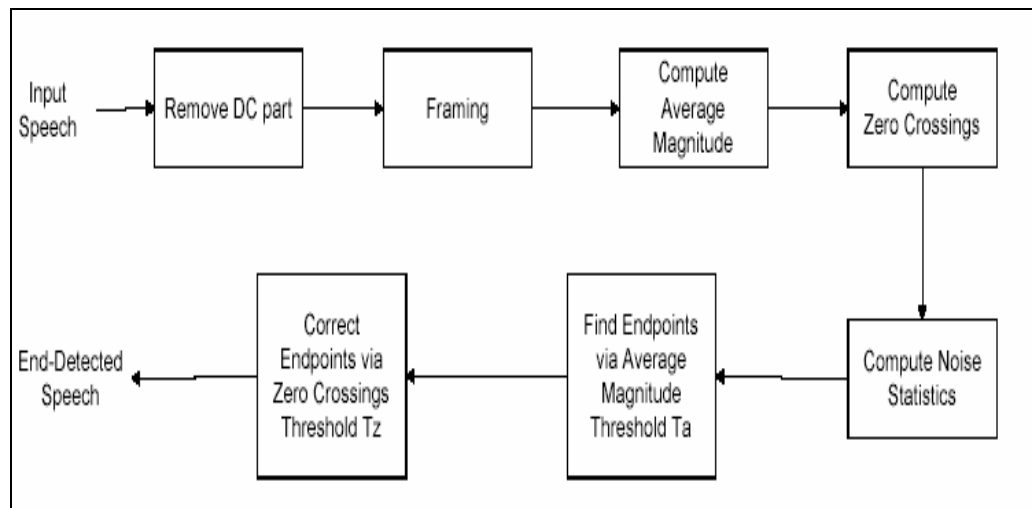 Input
Speech
Remove DC part
Framing
Compute
Average
Magnitude
Compute
Zero Crossings
Compute Noise
Statistics
Find Endpoints
via Average
Magnitude
Threshold Ta
Correct
Endpoints via
Zero Crossings
Threshold Tz
End-Detected
Speech